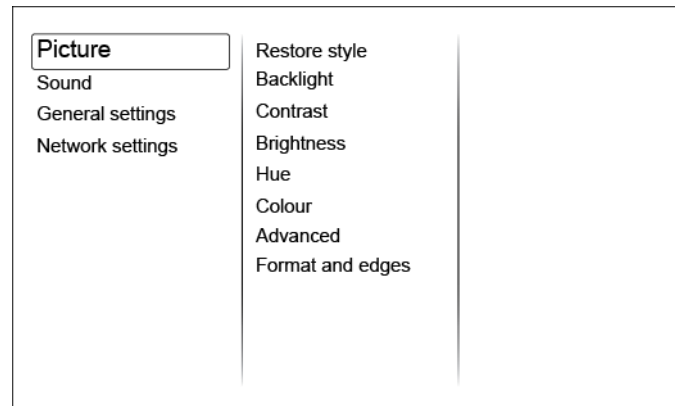 Picture
Sound
General settings
Network settings
Restore style
Backlight
Contrast
Brightness
Hue
Colour
Advanced
Format and edges